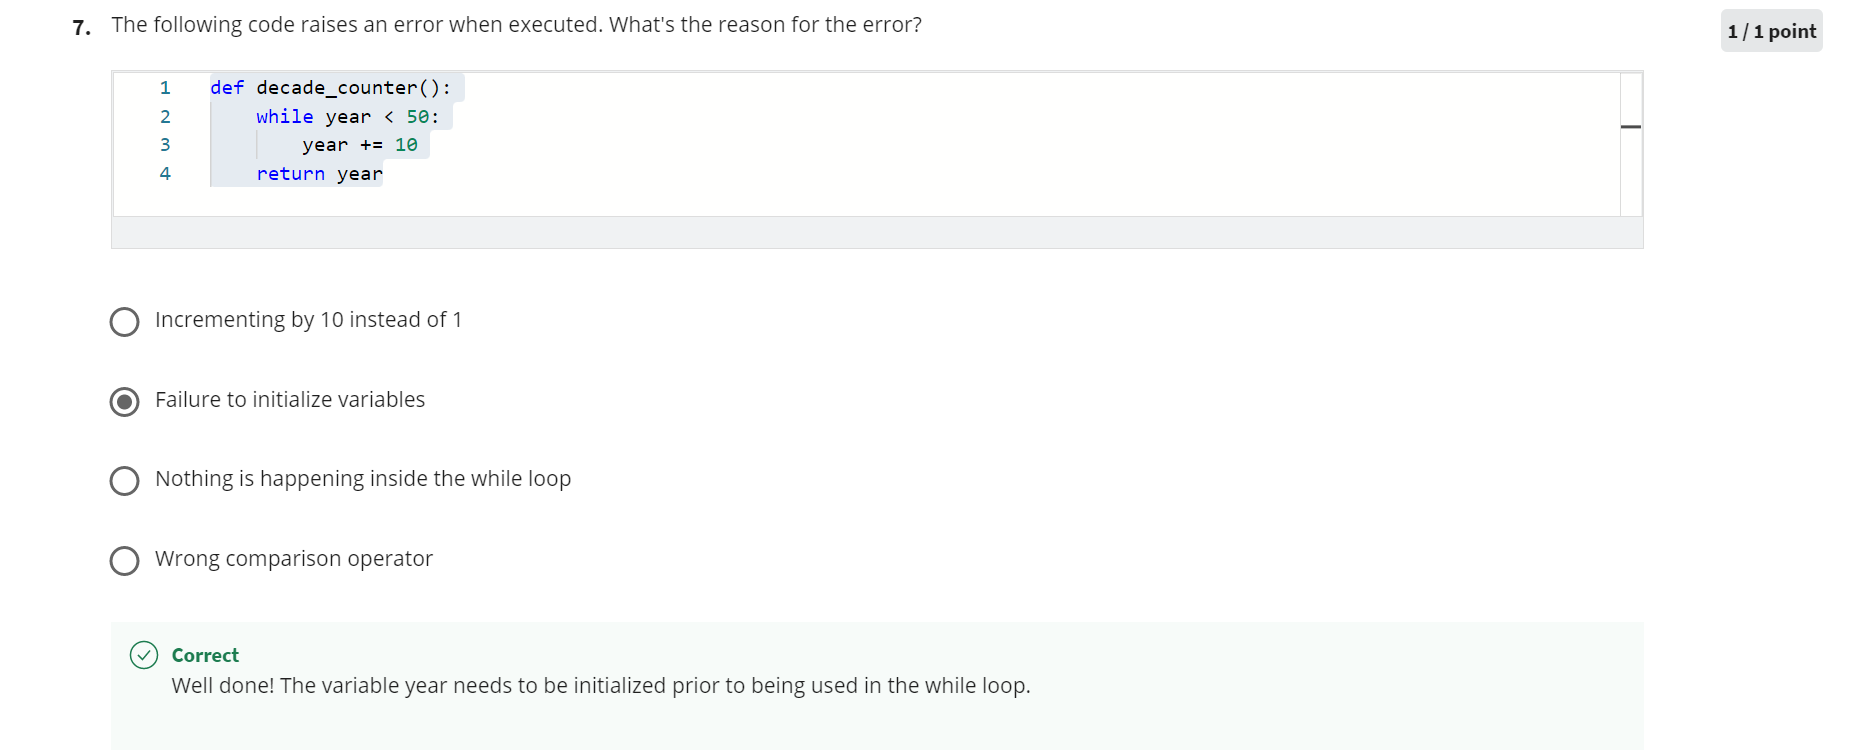 7. The following code raises an error when executed. What's the reason for the error?
1 / 1 point
1 def decade_counter():
2     while year < 50:
3         year += 10
4     return year
Incrementing by 10 instead of 1
Failure to initialize variables
Nothing is happening inside the while loop
Wrong comparison operator
Correct
Well done! The variable year needs to be initialized prior to being used in the while loop.